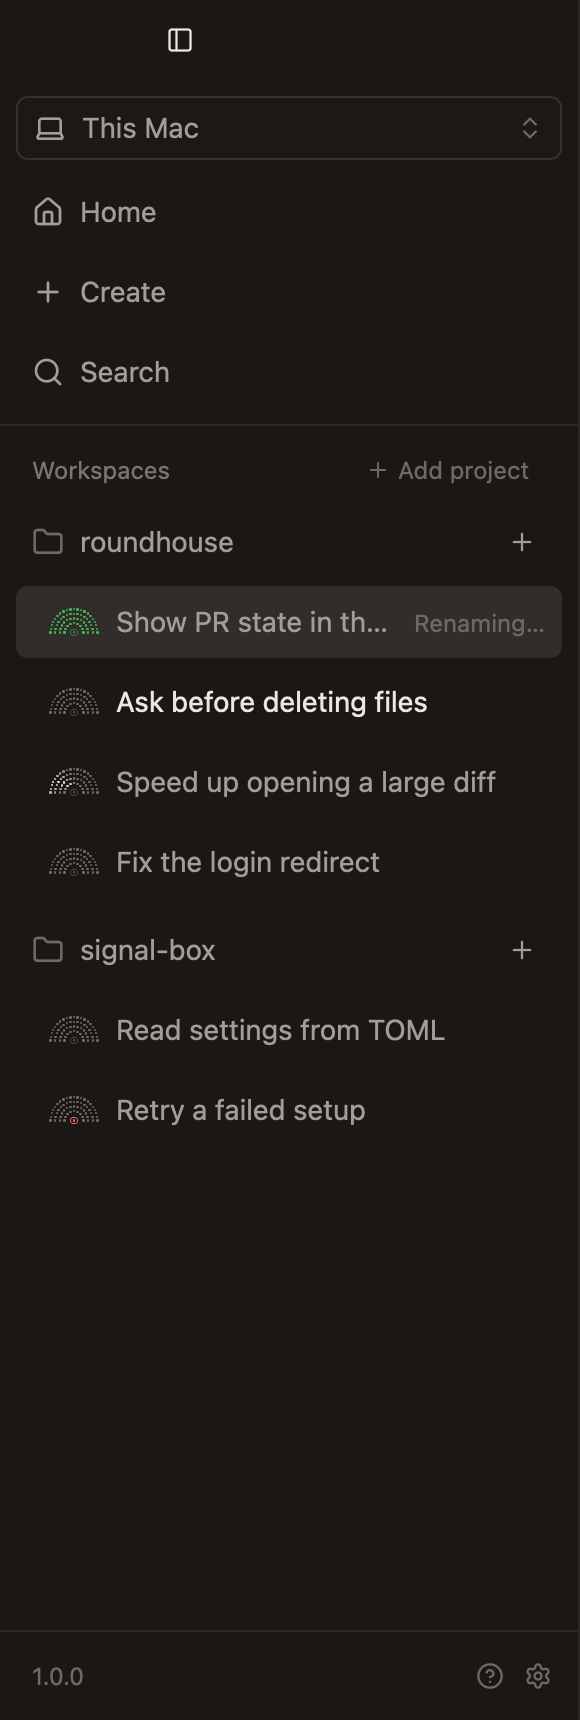 This Mac
Home
Create
Search
Workspaces + Add project
roundhouse
Show PR state in th... Renaming...
Ask before deleting files
Speed up opening a large diff
Fix the login redirect
signal-box
Read settings from TOML
Retry a failed setup
1.0.0